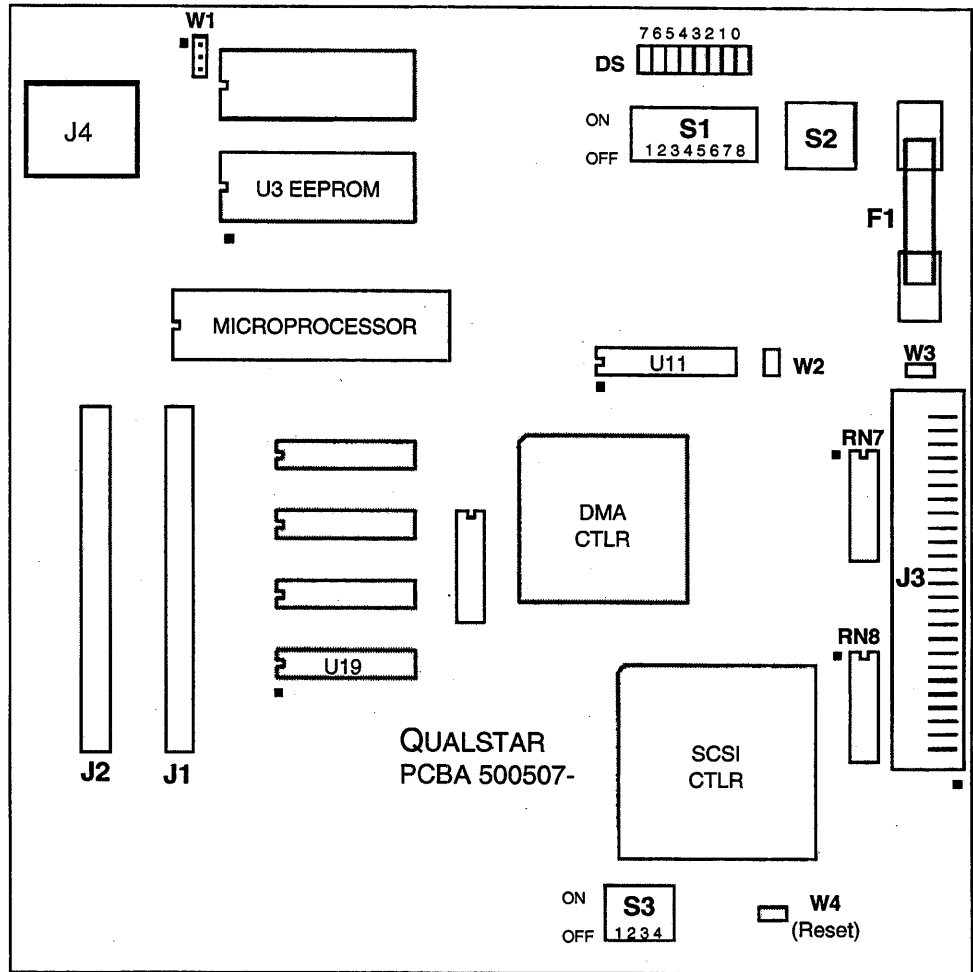 W1
76543210
DS
J4
ON
S1
S2
OFF
12345678
U3 EEPROM
F1
MICROPROCESSOR
U11
W2
W3
RN7
DMA
CTLR
J3
RN8
U19
QUALSTAR
PCBA 500507-
SCSI
CTLR
J2
J1
ON
S3
W4
OFF
1234
(Reset)